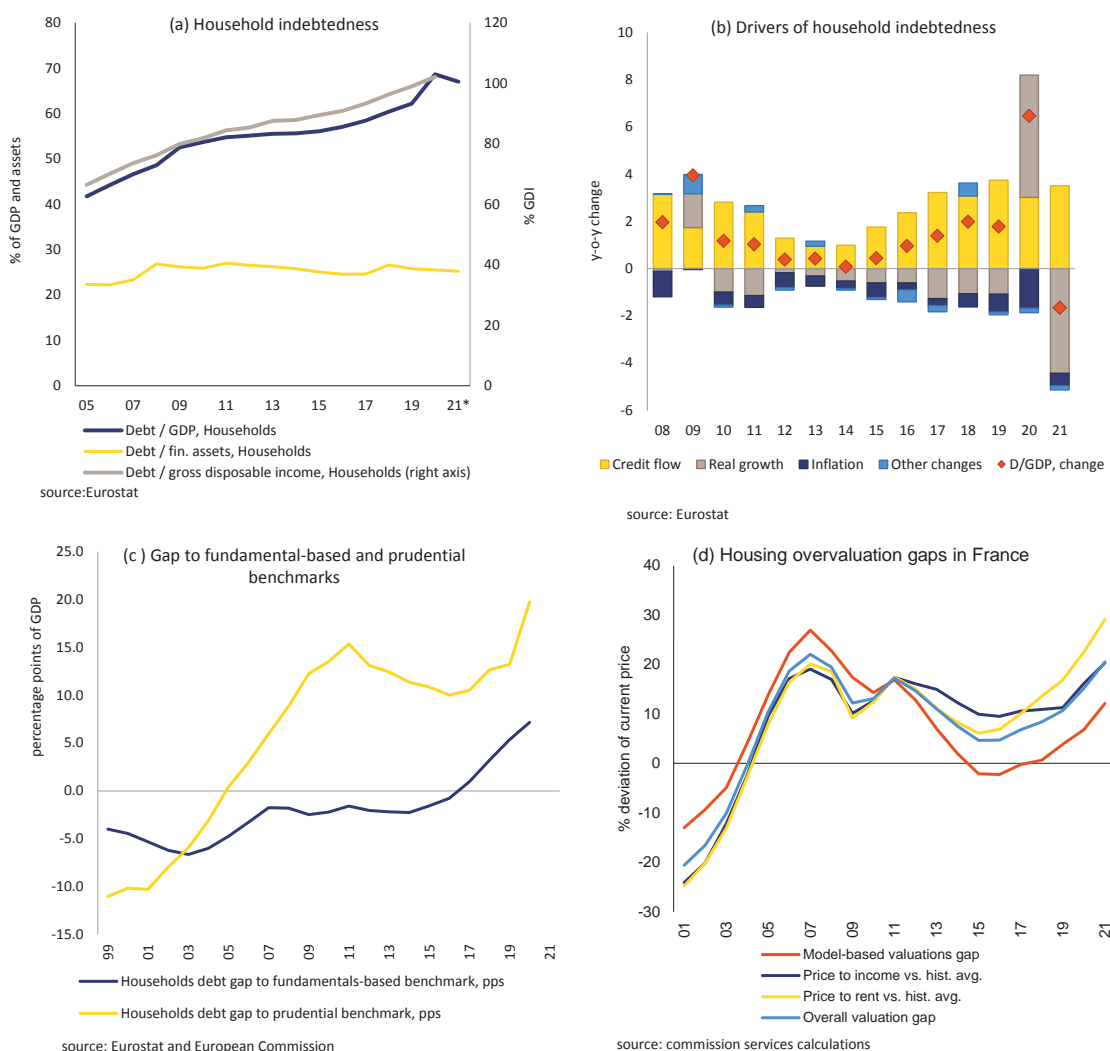 (a) Household indebtedness
80
70
60
50
40
30
20
10
0
% of GDP and assets
120
100
80
60
40
20
0
% GDI
05 07 09 11 13 15 17 19 21*
Debt / GDP, Households
Debt / fin. assets, Households
Debt / gross disposable income, Households (right axis)
source:Eurostat
(b) Drivers of household indebtedness
10
8
6
4
2
0
-2
-4
-6
y-o-y change
08 09 10 11 12 13 14 15 16 17 18 19 20 21
Credit flow Real growth Inflation Other changes D/GDP, change
source: Eurostat
(c ) Gap to fundamental-based and prudential
benchmarks
25.0
20.0
15.0
10.0
5.0
0.0
-5.0
-10.0
-15.0
percentage points of GDP
99 01 03 05 07 09 11 13 15 17 19 21
Households debt gap to fundamentals-based benchmark, pps
Households debt gap to prudential benchmark, pps
source: Eurostat and European Commission
(d) Housing overvaluation gaps in France
40
30
20
10
0
-10
-20
-30
% deviation of current price
01 03 05 07 09 11 13 15 17 19 21
Model-based valuations gap
Price to income vs. hist. avg.
Price to rent vs. hist. avg.
Overall valuation gap
source: commission services calculations